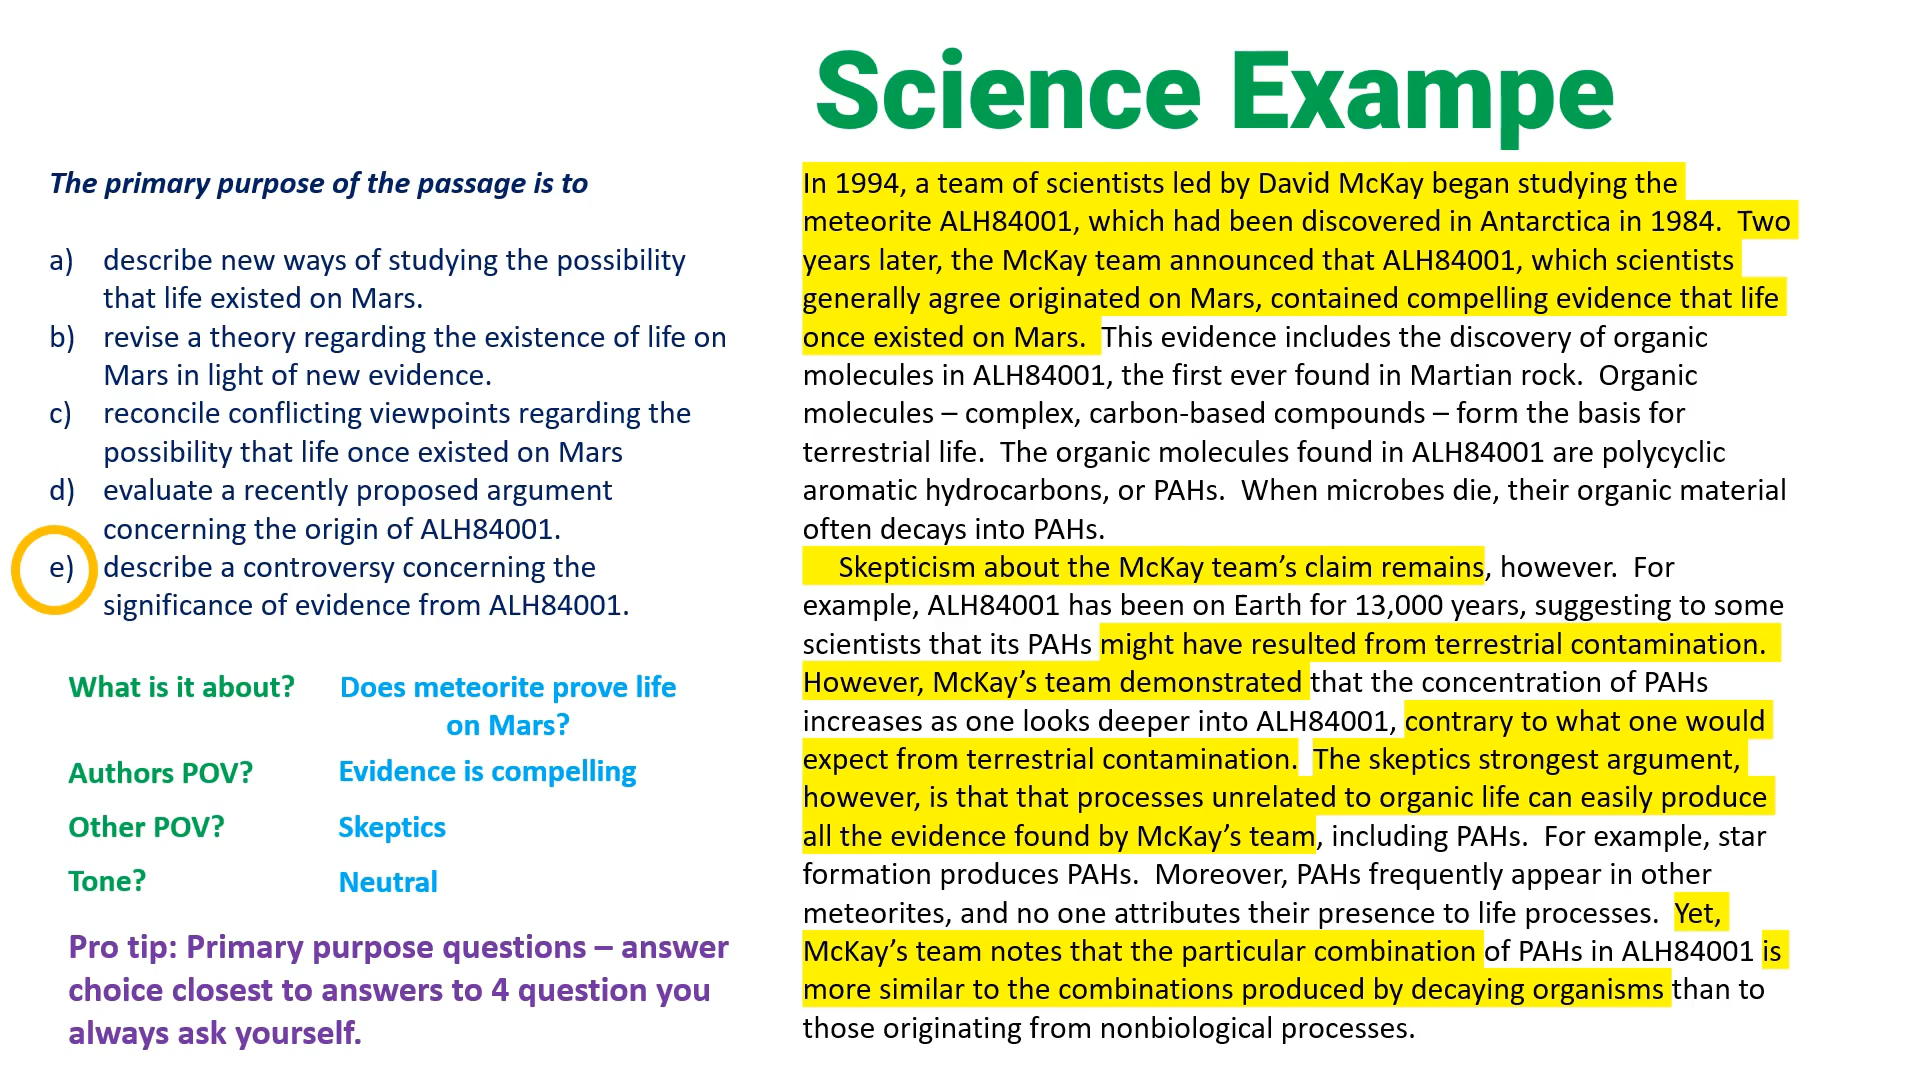 Science Exampe
The primary purpose of the passage is to
a) describe new ways of studying the possibility
that life existed on Mars.
b) revise a theory regarding the existence of life on
Mars in light of new evidence.
c) reconcile conflicting viewpoints regarding the
possibility that life once existed on Mars
d) evaluate a recently proposed argument
concerning the origin of ALH84001.
e) describe a controversy concerning the
significance of evidence from ALH84001.
What is it about? Does meteorite prove life
on Mars?
Authors POV? Evidence is compelling
Other POV? Skeptics
Tone? Neutral
Pro tip: Primary purpose questions – answer
choice closest to answers to 4 question you
always ask yourself.
In 1994, a team of scientists led by David McKay began studying the
meteorite ALH84001, which had been discovered in Antarctica in 1984. Two
years later, the McKay team announced that ALH84001, which scientists
generally agree originated on Mars, contained compelling evidence that life
once existed on Mars. This evidence includes the discovery of organic
molecules in ALH84001, the first ever found in Martian rock. Organic
molecules – complex, carbon-based compounds – form the basis for
terrestrial life. The organic molecules found in ALH84001 are polycyclic
aromatic hydrocarbons, or PAHs. When microbes die, their organic material
often decays into PAHs.
Skepticism about the McKay team’s claim remains, however. For
example, ALH84001 has been on Earth for 13,000 years, suggesting to some
scientists that its PAHs might have resulted from terrestrial contamination.
However, McKay’s team demonstrated that the concentration of PAHs
increases as one looks deeper into ALH84001, contrary to what one would
expect from terrestrial contamination. The skeptics strongest argument,
however, is that that processes unrelated to organic life can easily produce
all the evidence found by McKay’s team, including PAHs. For example, star
formation produces PAHs. Moreover, PAHs frequently appear in other
meteorites, and no one attributes their presence to life processes. Yet,
McKay’s team notes that the particular combination of PAHs in ALH84001 is
more similar to the combinations produced by decaying organisms than to
those originating from nonbiological processes.